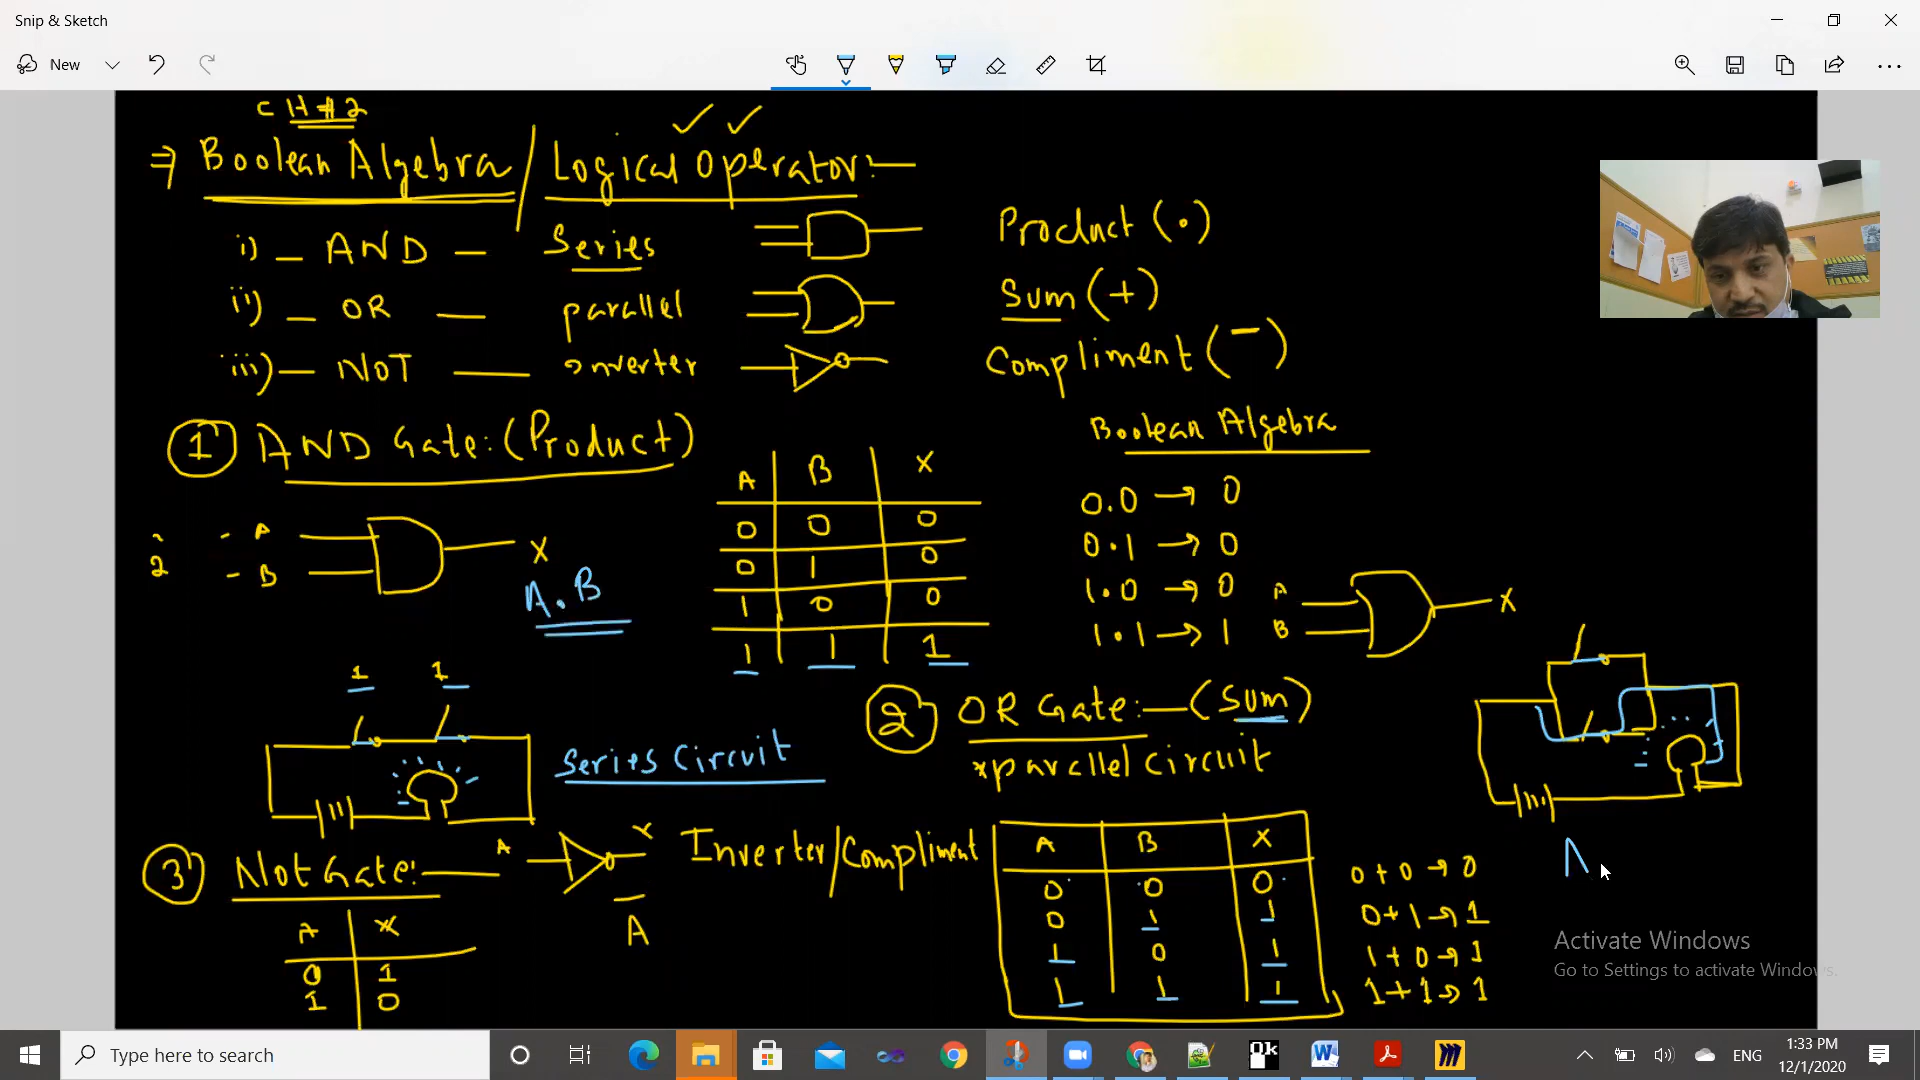 Snip & Sketch
New
CH#2
⇒ Boolean Algebra / Logical Operator:—
i) — AND — Series
Product (.)
ii) — OR — parallel
Sum (+)
iii) — NOT — inverter
Compliment (‾)
① AND Gate: (Product)
Boolean Algebra
A B X
0 0 0
0 1 0
1 0 0
1 1 1
0.0 → 0
0.1 → 0
1.0 → 0
1.1 → 1
2
- A
- B
X
A.B
A
B
X
1 1
Series Circuit
② OR Gate:— (Sum)
*parallel Circuit
③ Not Gate:—
A
X
A̅
Inverter/Compliment
A X
0 1
1 0
A B X
0 0 0
0 1 1
1 0 1
1 1 1
0 + 0 → 0
0 + 1 → 1
1 + 0 → 1
1 + 1 → 1
Activate Windows
Go to Settings to activate Windows.
Type here to search
ENG
1:33 PM
12/1/2020